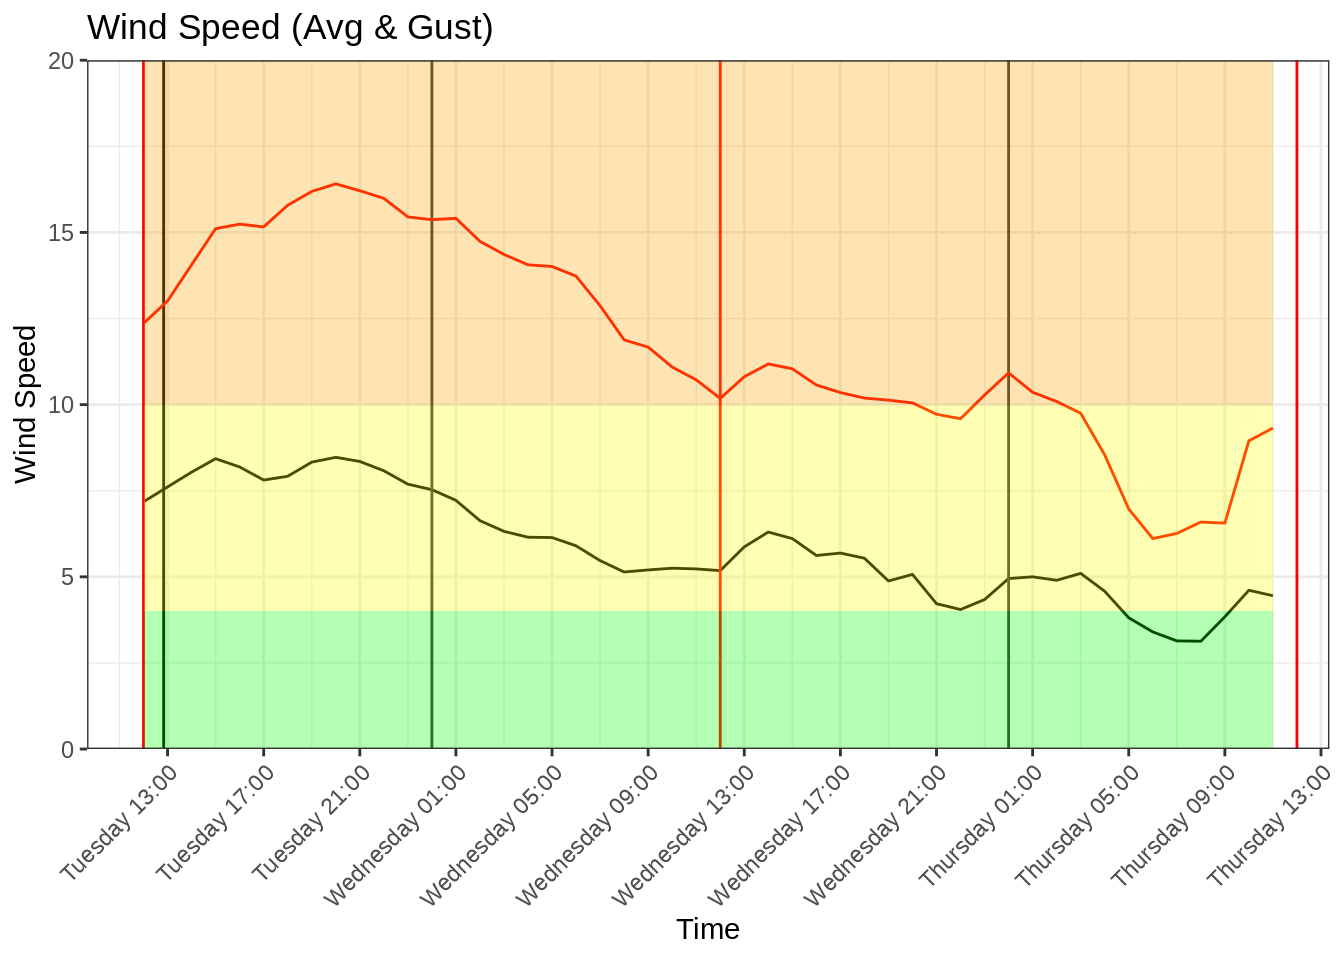 Wind Speed (Avg & Gust)
20
15
10
5
0
Wind Speed
Tuesday 13:00
Tuesday 17:00
Tuesday 21:00
Wednesday 01:00
Wednesday 05:00
Wednesday 09:00
Wednesday 13:00
Wednesday 17:00
Wednesday 21:00
Thursday 01:00
Thursday 05:00
Thursday 09:00
Thursday 13:00
Time